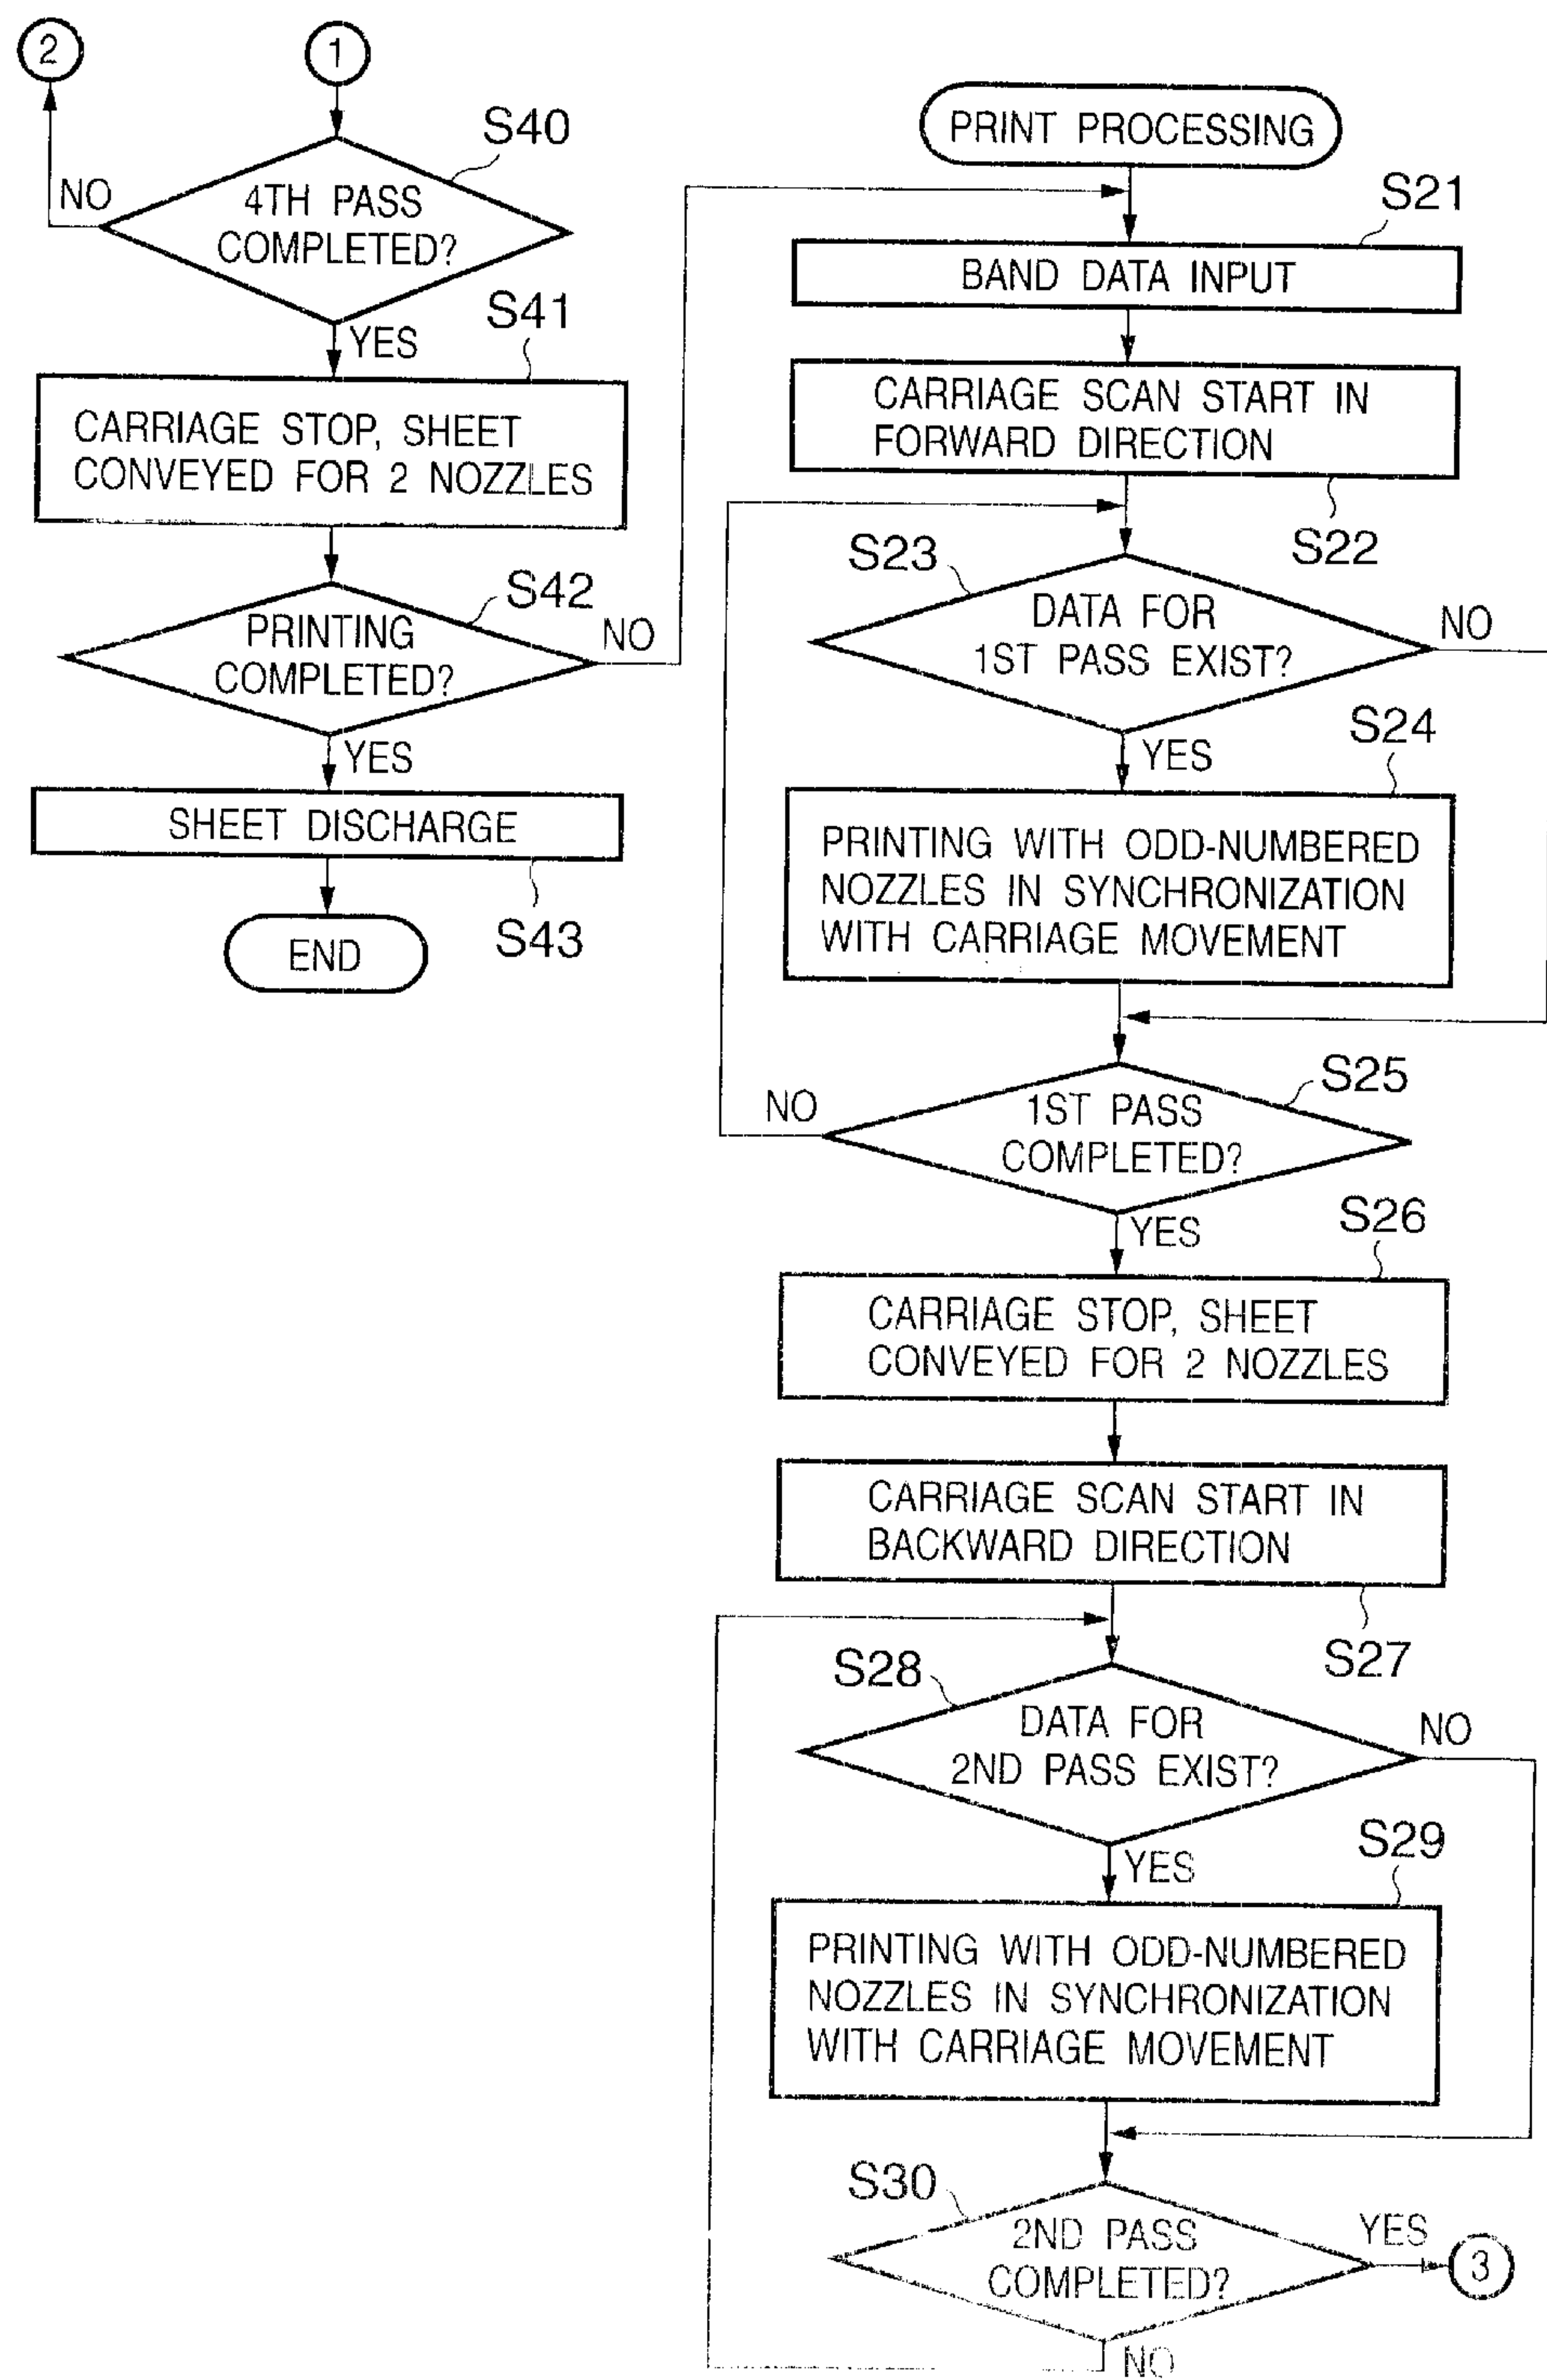 2
1
S40
4TH PASS
COMPLETED?
NO
YES
S41
CARRIAGE STOP, SHEET
CONVEYED FOR 2 NOZZLES
S42
PRINTING
COMPLETED?
NO
YES
SHEET DISCHARGE
S43
END
PRINT PROCESSING
S21
BAND DATA INPUT
CARRIAGE SCAN START IN
FORWARD DIRECTION
S22
S23
DATA FOR
1ST PASS EXIST?
NO
YES
S24
PRINTING WITH ODD-NUMBERED
NOZZLES IN SYNCHRONIZATION
WITH CARRIAGE MOVEMENT
S25
1ST PASS
COMPLETED?
NO
YES
S26
CARRIAGE STOP, SHEET
CONVEYED FOR 2 NOZZLES
CARRIAGE SCAN START IN
BACKWARD DIRECTION
S27
S28
DATA FOR
2ND PASS EXIST?
NO
YES
S29
PRINTING WITH ODD-NUMBERED
NOZZLES IN SYNCHRONIZATION
WITH CARRIAGE MOVEMENT
S30
2ND PASS
COMPLETED?
YES
3
NO